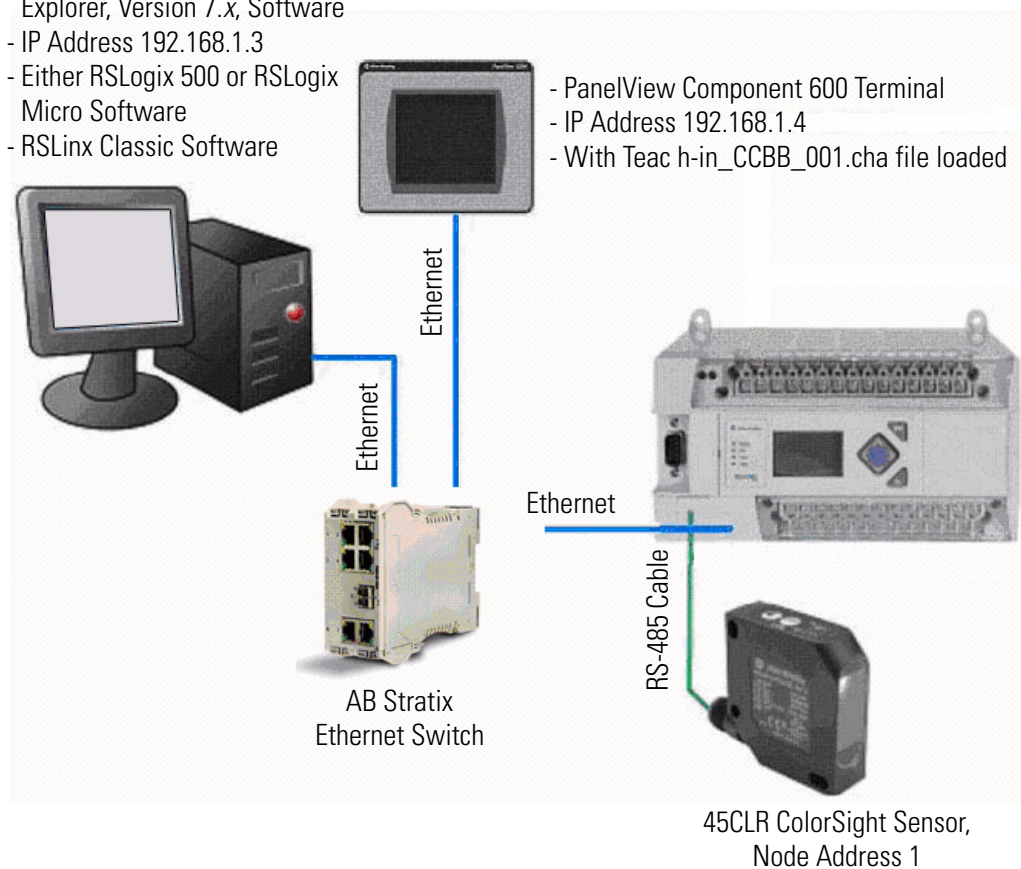 Explorer, Version 7.x, Software
- IP Address 192.168.1.3
- Either RSLogix 500 or RSLogix
Micro Software
- RSLinx Classic Software
- PanelView Component 600 Terminal
- IP Address 192.168.1.4
- With Teac h-in_CCBB_001.cha file loaded
Ethernet
Ethernet
Ethernet
RS-485 Cable
AB Stratix
Ethernet Switch
45CLR ColorSight Sensor,
Node Address 1